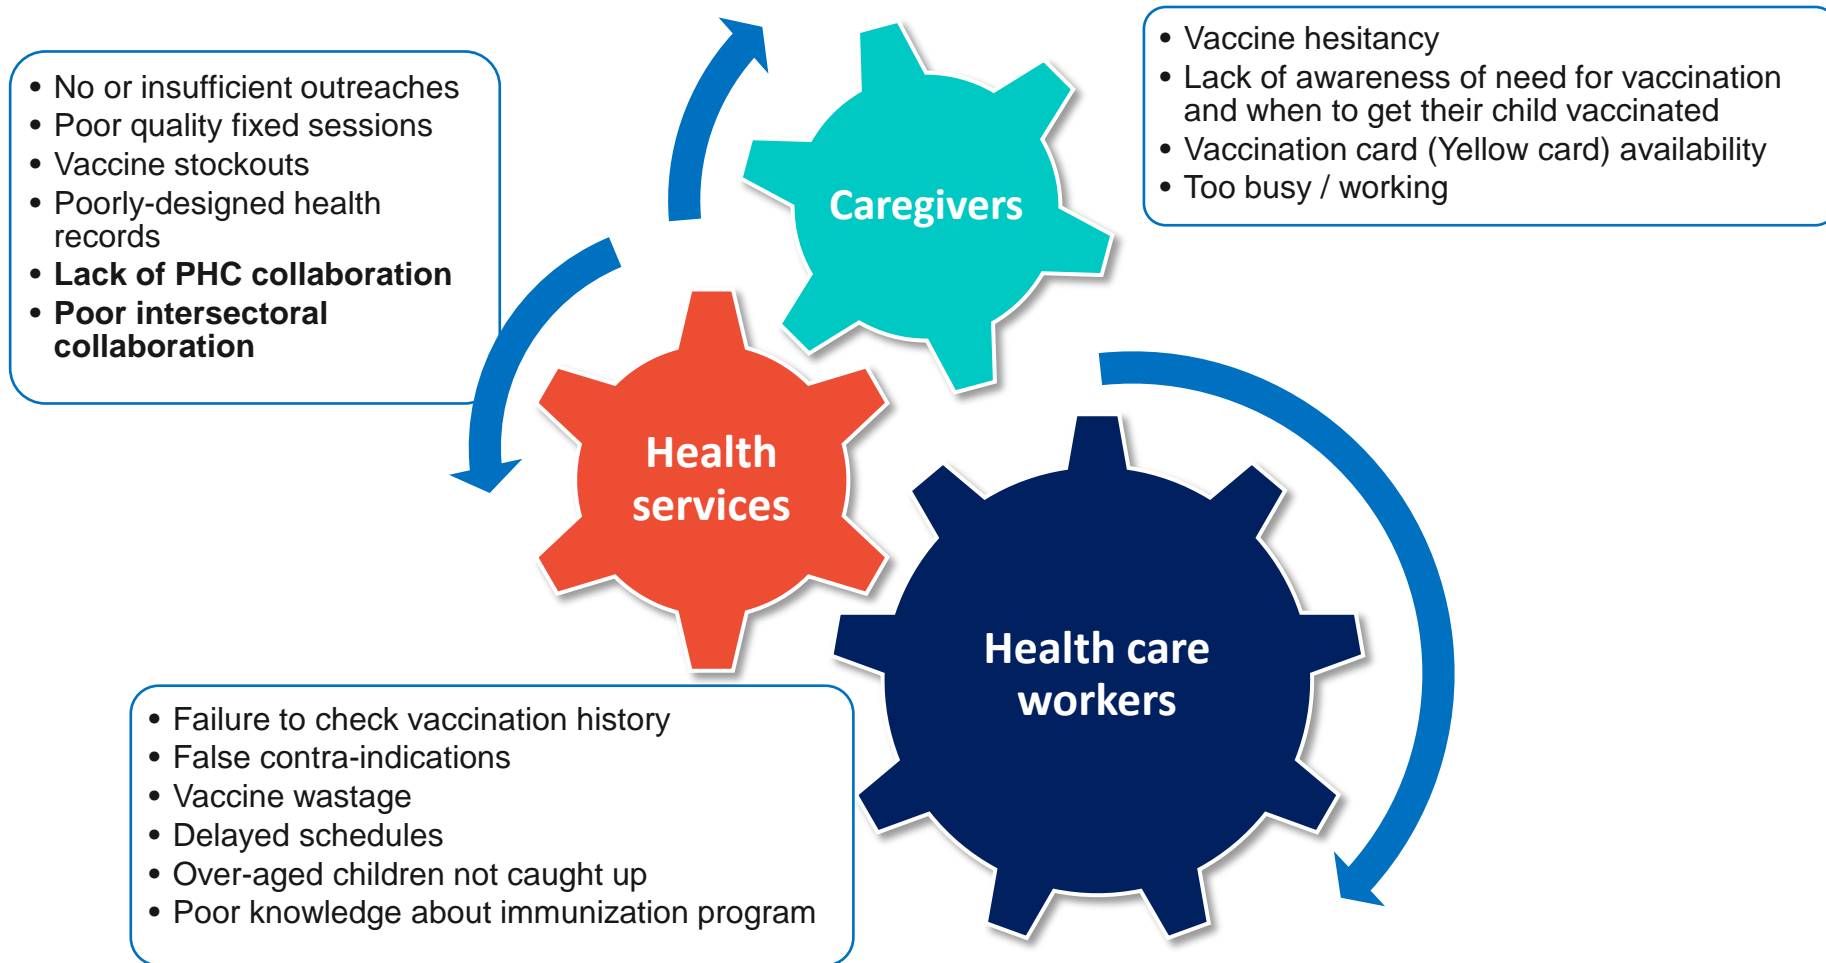 • No or insufficient outreaches
• Poor quality fixed sessions
• Vaccine stockouts
• Poorly-designed health
records
• Lack of PHC collaboration
• Poor intersectoral
collaboration
• Vaccine hesitancy
• Lack of awareness of need for vaccination
and when to get their child vaccinated
• Vaccination card (Yellow card) availability
• Too busy / working
Caregivers
Health
services
Health care
workers
• Failure to check vaccination history
• False contra-indications
• Vaccine wastage
• Delayed schedules
• Over-aged children not caught up
• Poor knowledge about immunization program